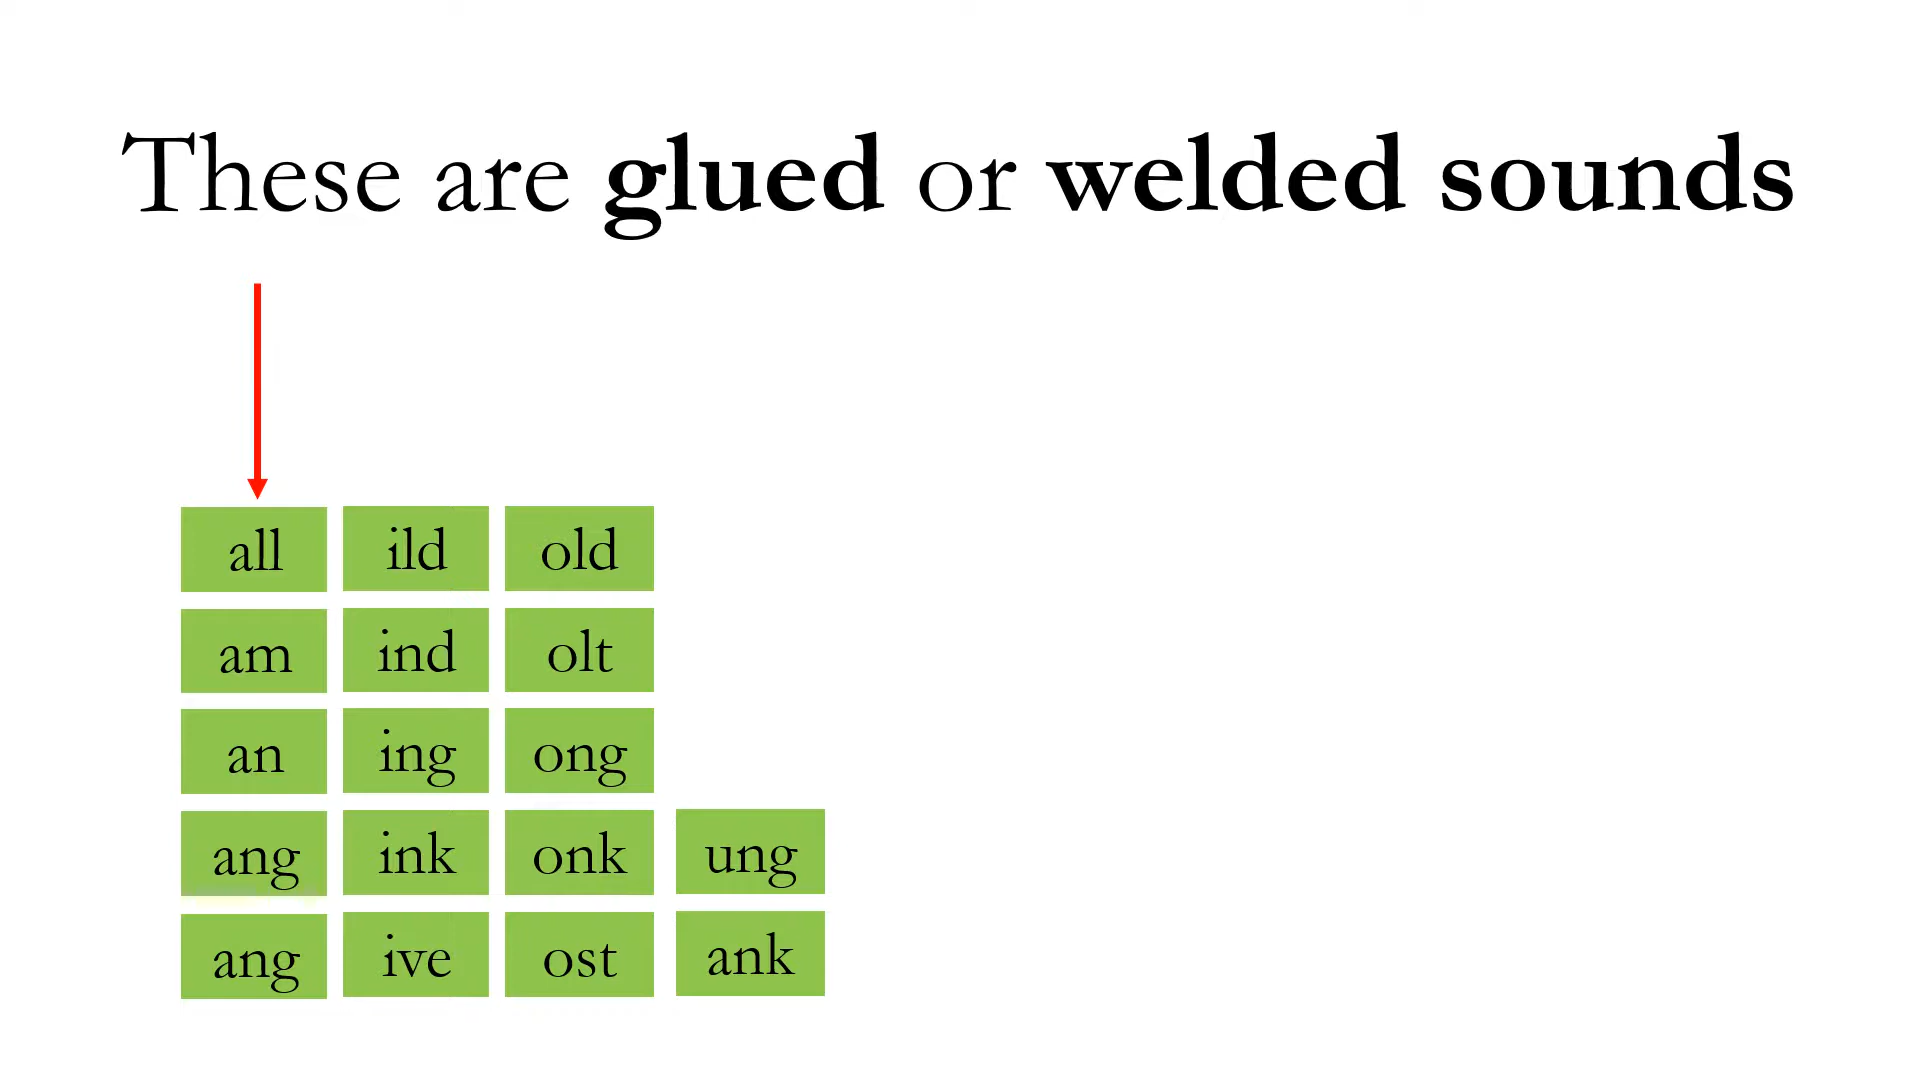 These are glued or welded sounds
all ild old
am ind olt
an ing ong
ang ink onk ung
ang ive ost ank